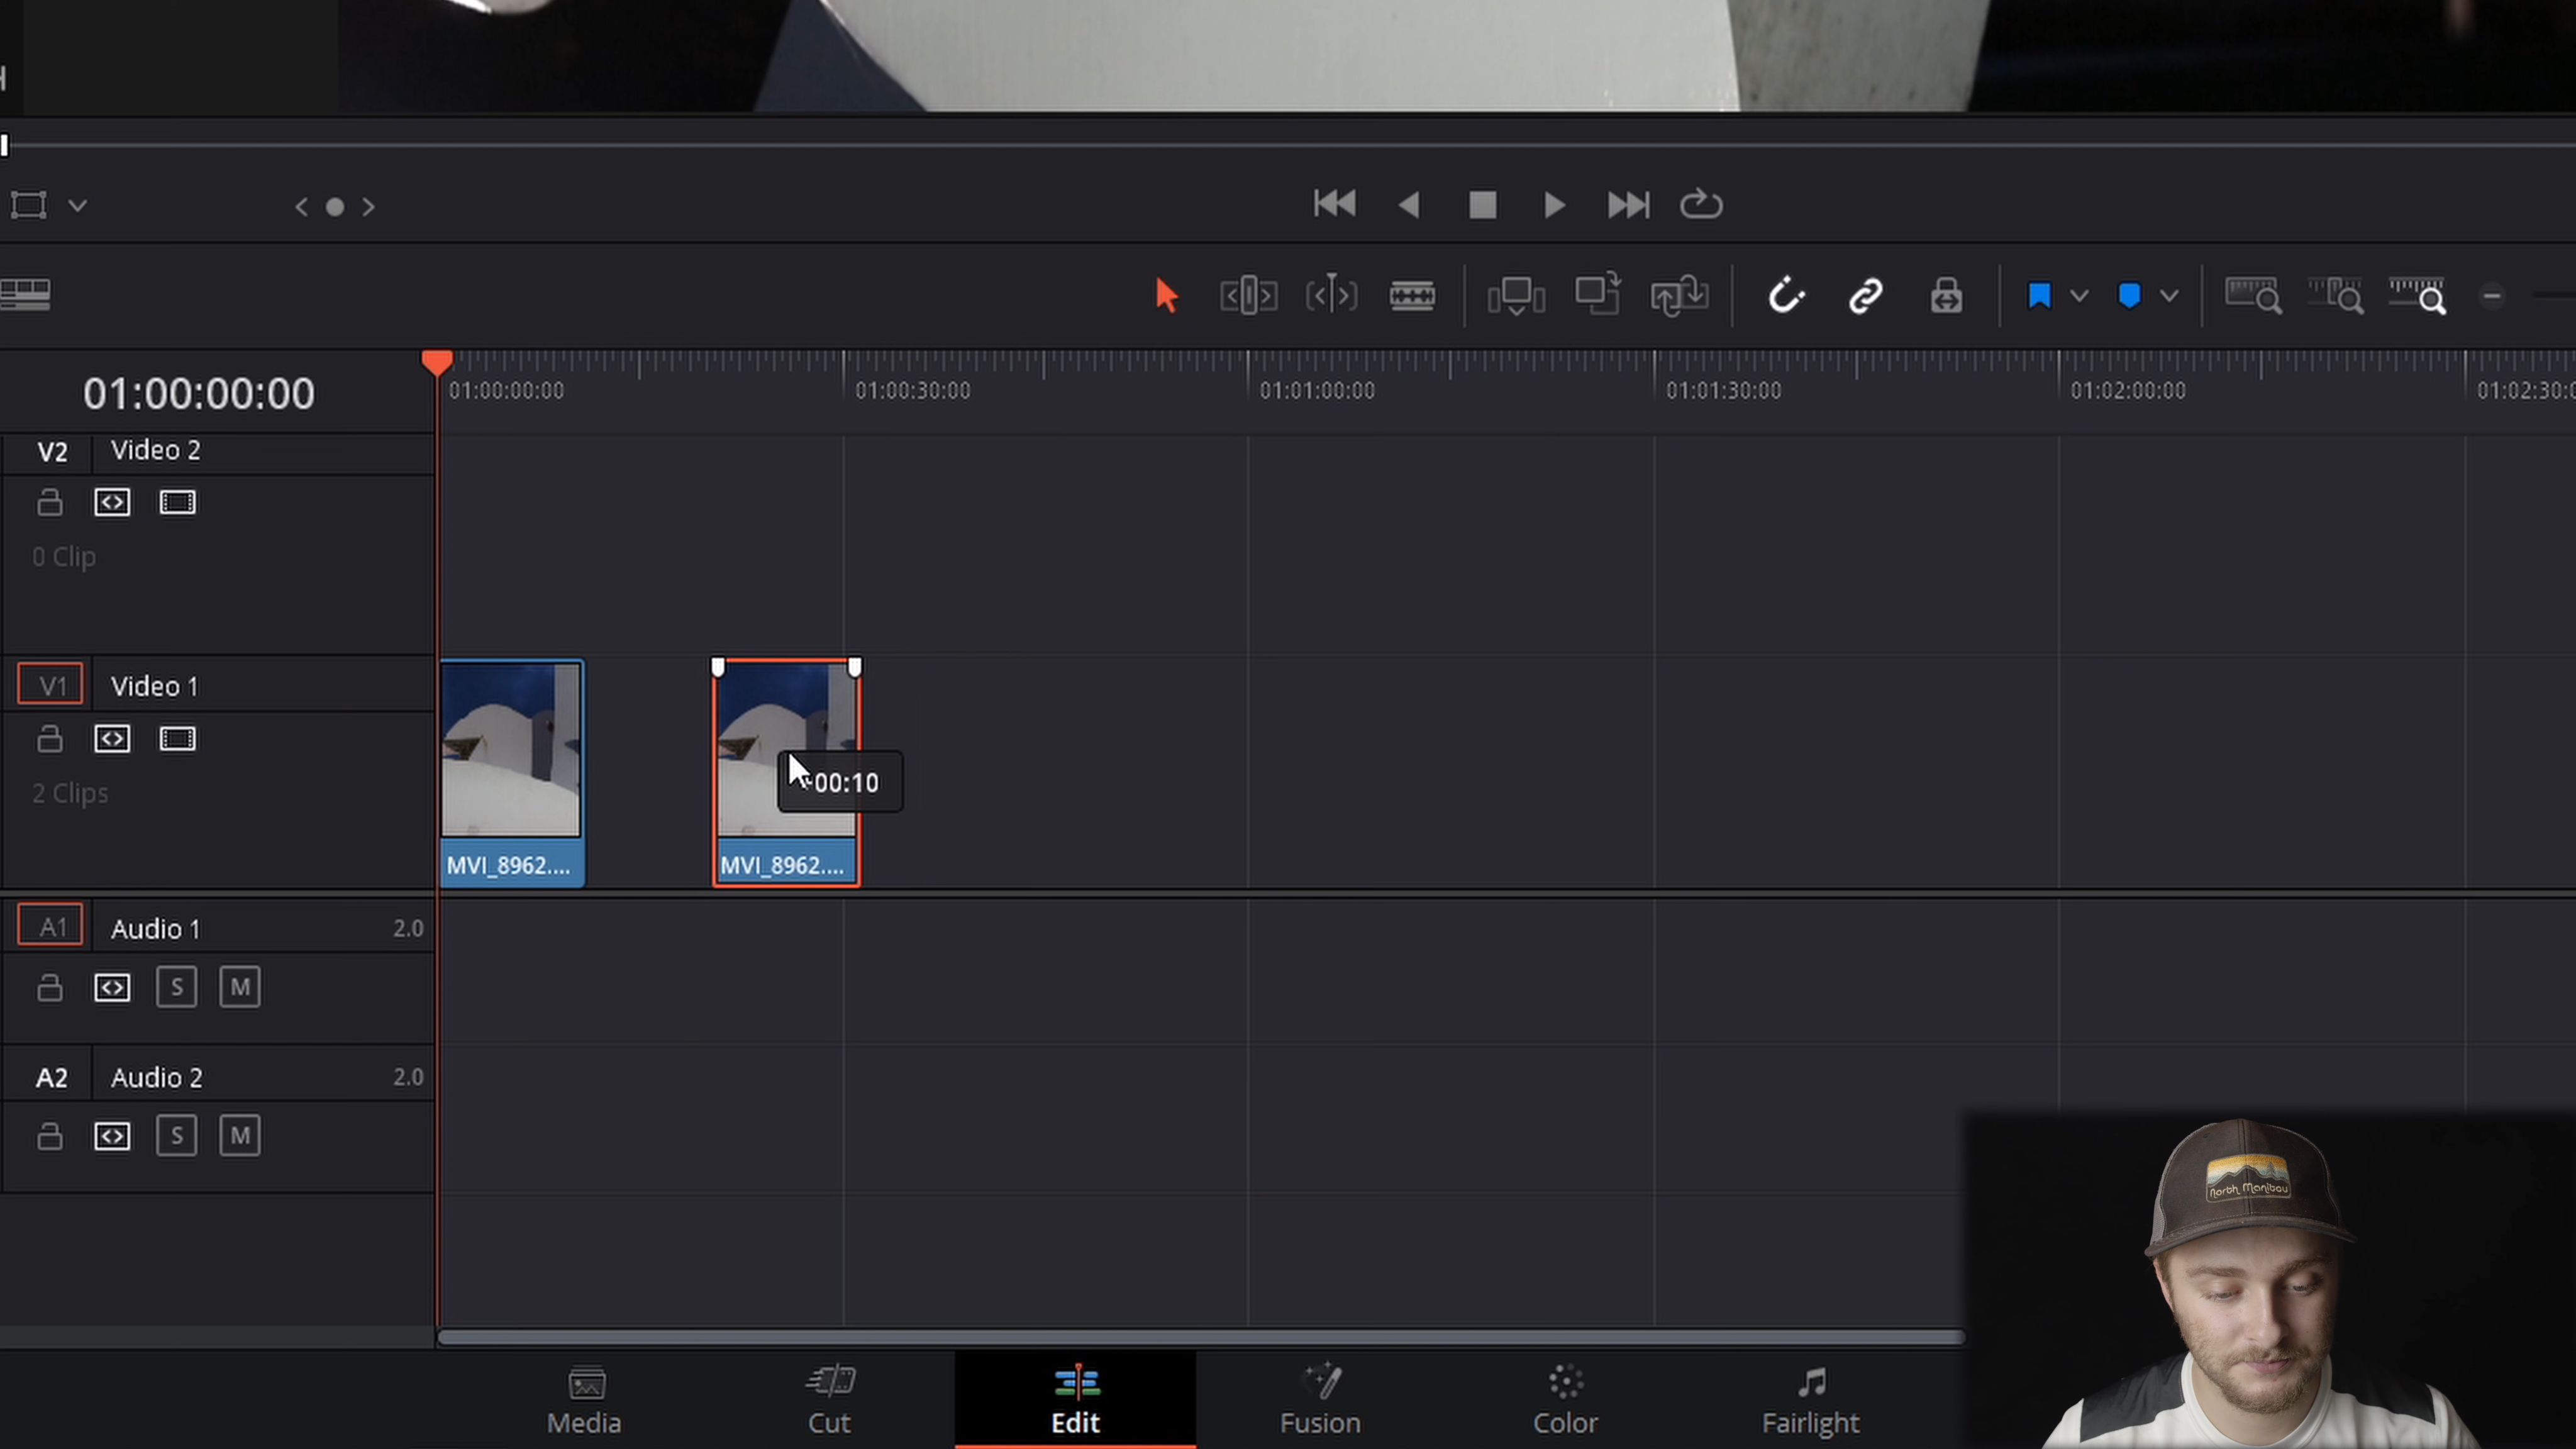 01:00:00:00
01:00:00:00
01:00:30:00
01:01:00:00
01:01:30:00
01:02:00:00
V2 Video 2
0 Clip
V1 Video 1
2 Clips
00:10
MVI_8962....
MVI_8962....
A1 Audio 1 2.0
S M
A2 Audio 2 2.0
S M
North Manitou
Media
Cut
Edit
Fusion
Color
Fairlight